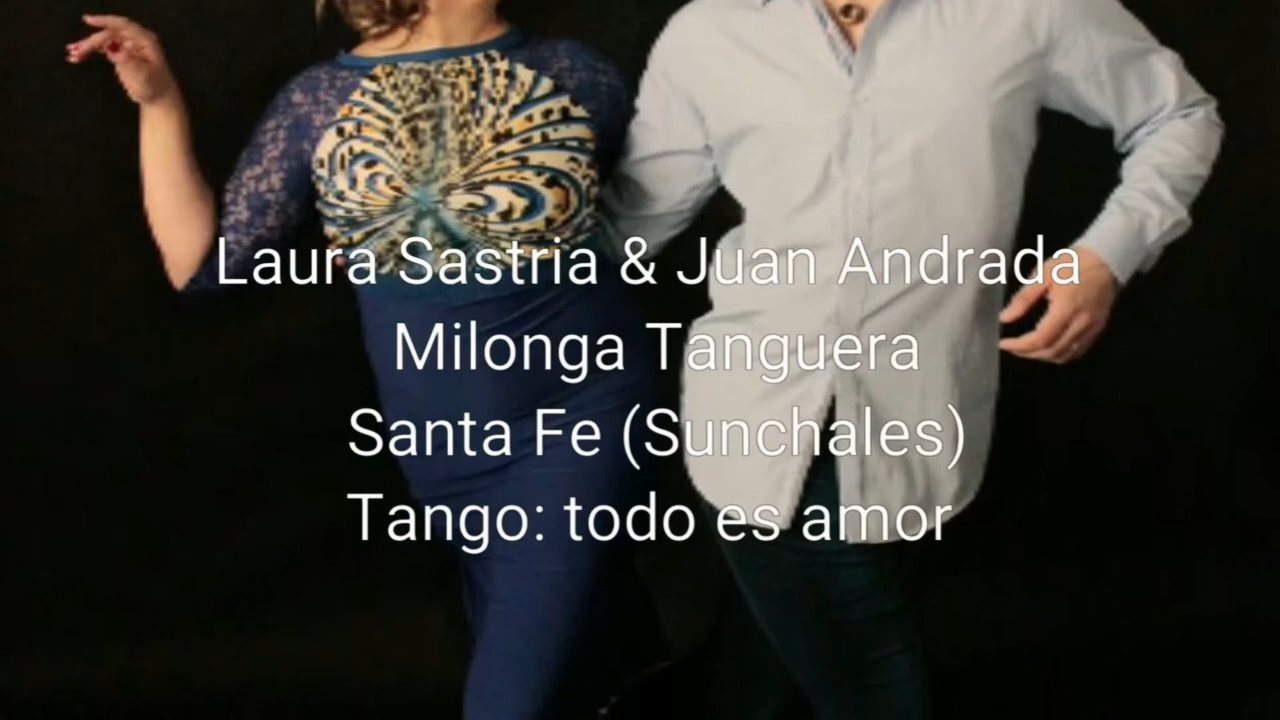 Laura Sastria & Juan Andrada
Milonga Tanguera
Santa Fe (Sunchales)
Tango: todo es amor